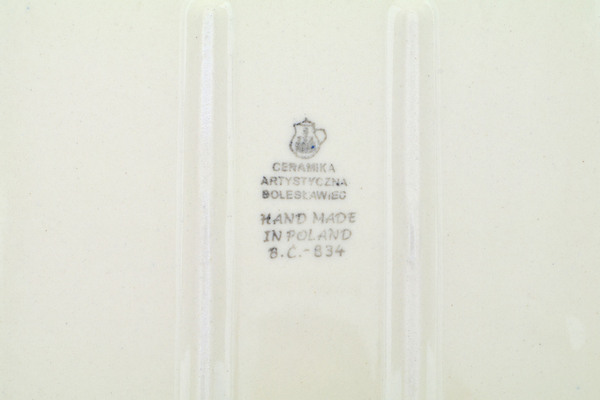 CERAMIKA
ARTYSTYCZNA
BOLESŁAWIEC
HAND MADE
IN POLAND
B.C.-834